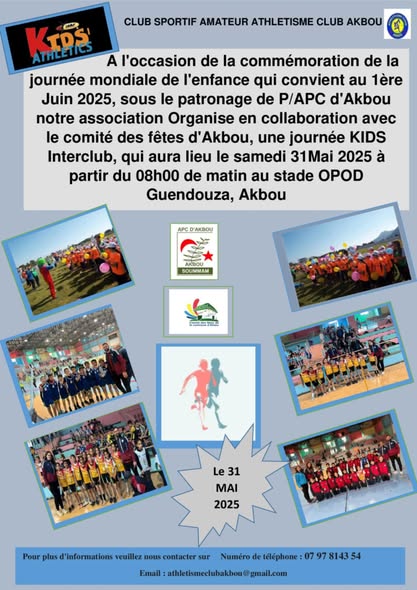 CLUB SPORTIF AMATEUR ATHLETISME CLUB AKBOU
KIDS'
ATHLETICS
A l'occasion de la commémoration de la
journée mondiale de l'enfance qui convient au 1ère
Juin 2025, sous le patronage de P/APC d'Akbou
notre association Organise en collaboration avec
le comité des fêtes d'Akbou, une journée KIDS
Interclub, qui aura lieu le samedi 31Mai 2025 à
partir du 08h00 de matin au stade OPOD
Guendouza, Akbou
APC D'AKBOU
AKBOU
SOUMMAM
Le 31
MAI
2025
Pour plus d'informations veuillez nous contacter sur Numéro de téléphone : 07 97 8143 54
Email : athletismeclubakbou@gmail.com